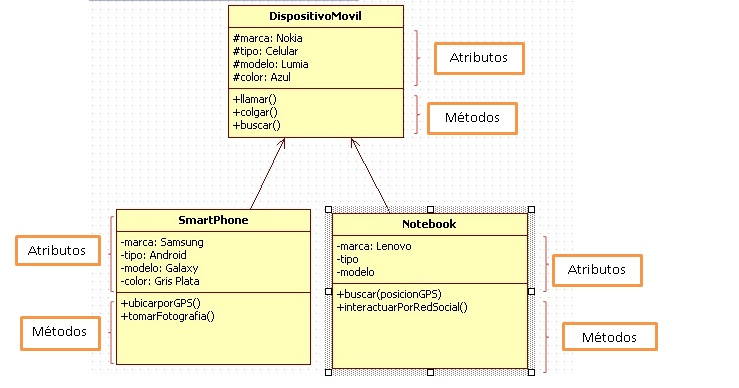 DispositivoMovil
#marca: Nokia
#tipo: Celular
#modelo: Lumia
#color: Azul
Atributos
+llamar()
+colgar()
+buscar()
Métodos
SmartPhone
-marca: Samsung
-tipo: Android
-modelo: Galaxy
-color: Gris Plata
Atributos
+ubicarporGPS()
+tomarFotografia()
Métodos
Notebook
-marca: Lenovo
-tipo
-modelo
Atributos
+buscar(posicionGPS)
+interactuarPorRedSocial()
Métodos